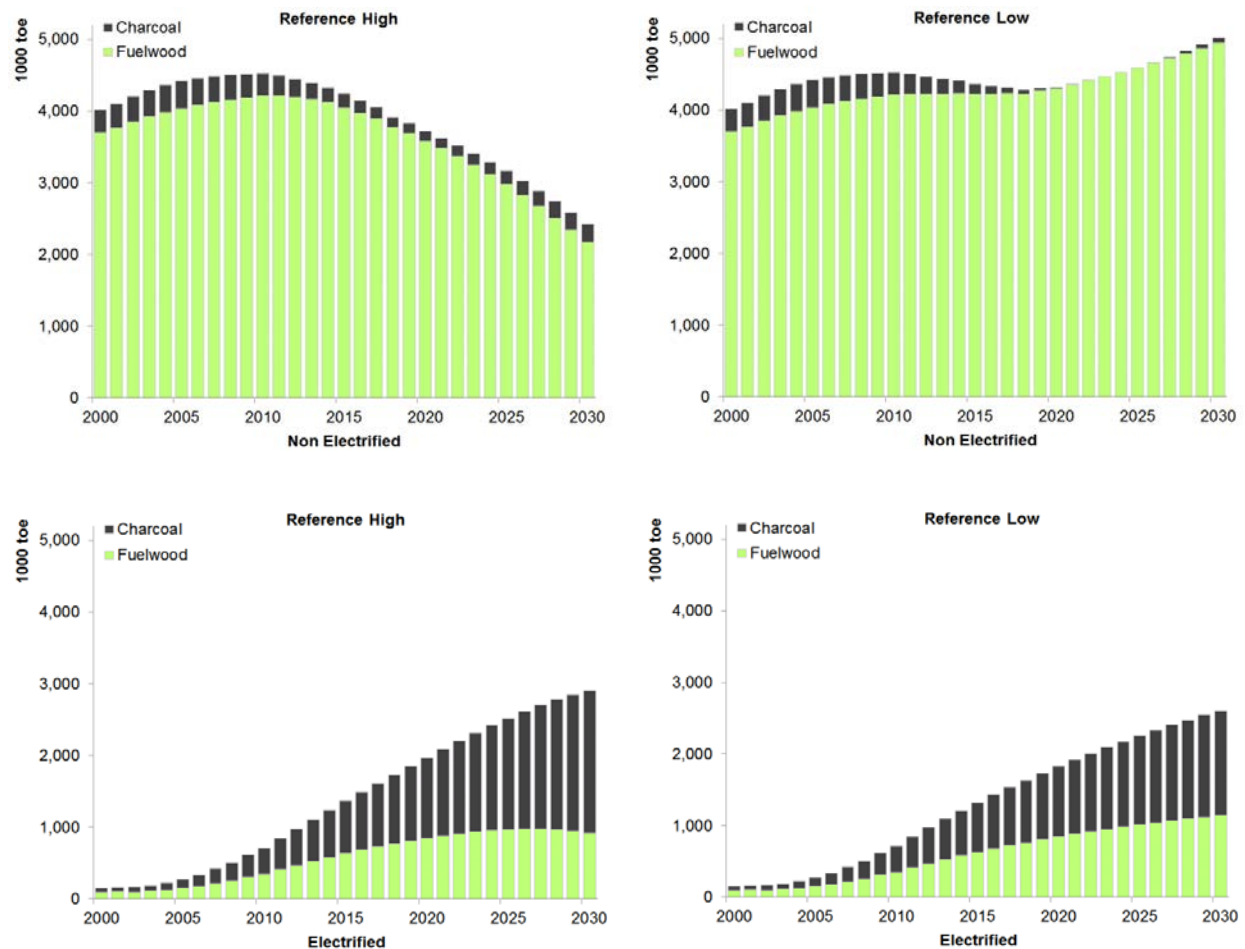 Reference High
1000 toe
Charcoal
Fuelwood
5,000
4,000
3,000
2,000
1,000
0
2000 2005 2010 2015 2020 2025 2030
Non Electrified
Reference Low
1000 toe
Charcoal
Fuelwood
5,000
4,000
3,000
2,000
1,000
0
2000 2005 2010 2015 2020 2025 2030
Non Electrified
Reference High
1000 toe
Charcoal
Fuelwood
5,000
4,000
3,000
2,000
1,000
0
2000 2005 2010 2015 2020 2025 2030
Electrified
Reference Low
1000 toe
Charcoal
Fuelwood
5,000
4,000
3,000
2,000
1,000
0
2000 2005 2010 2015 2020 2025 2030
Electrified